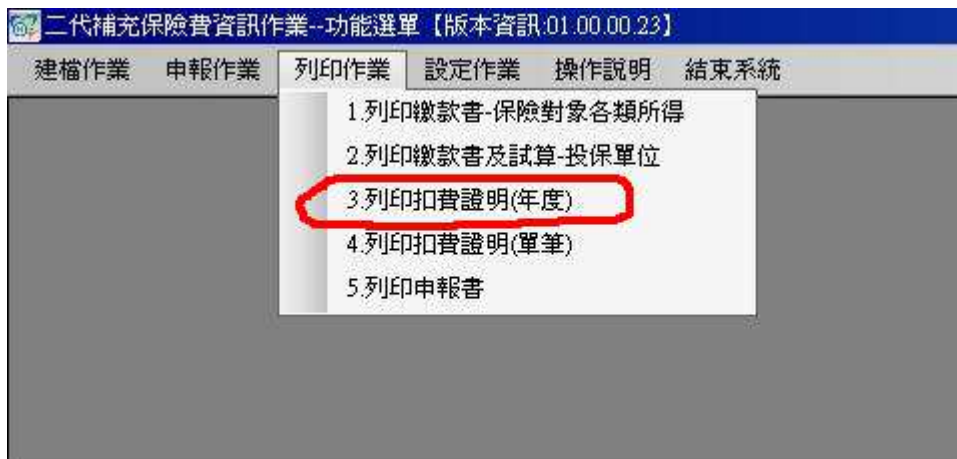 二代補充保險費資訊作業--功能選單【版本資訊:01.00.00.23】
建檔作業 申報作業 列印作業 設定作業 操作說明 結束系統
1.列印繳款書-保險對象各類所得
2.列印繳款書及試算-投保單位
3.列印扣費證明(年度)
4.列印扣費證明(單筆)
5.列印申報書